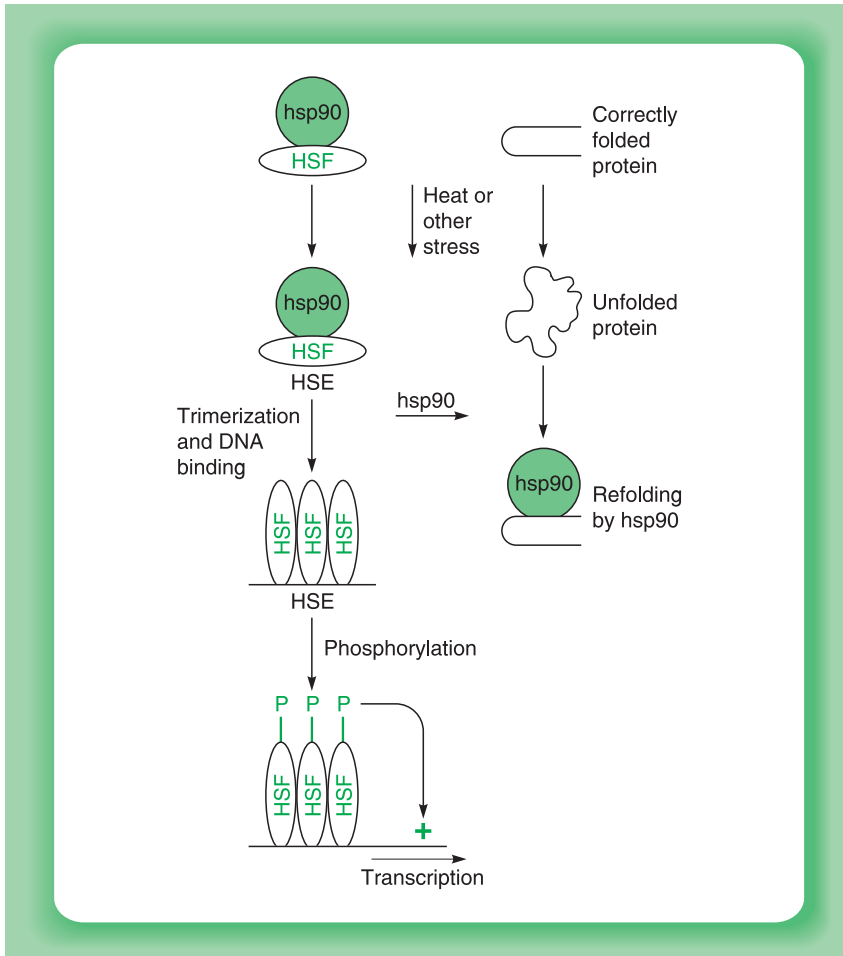 hsp90
HSF
Correctly
folded
protein
Heat or
other
stress
hsp90
HSF
HSE
Unfolded
protein
Trimerization
and DNA
binding
hsp90
hsp90
Refolding
by hsp90
HSF HSF HSF
HSE
Phosphorylation
P P P
HSF HSF HSF
+
Transcription